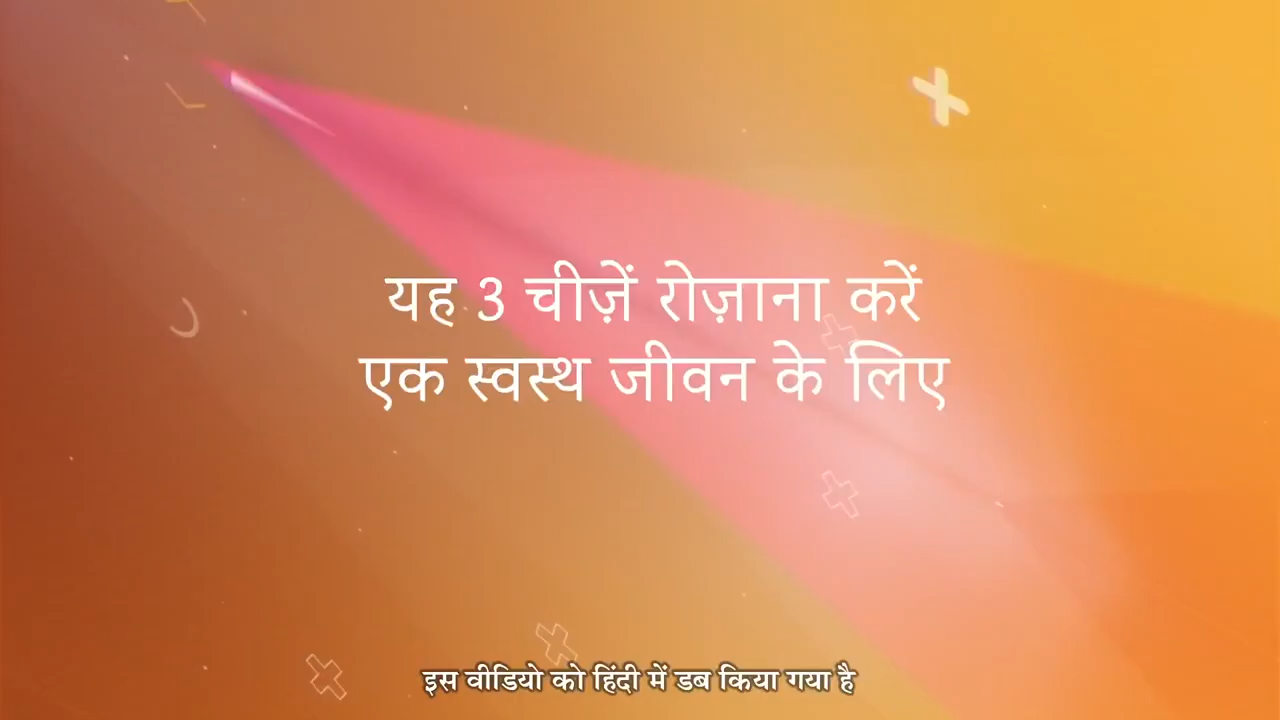 यह 3 चीज़ें रोज़ाना करें
एक स्वस्थ जीवन के लिए
इस वीडियो को हिंदी में डब किया गया है